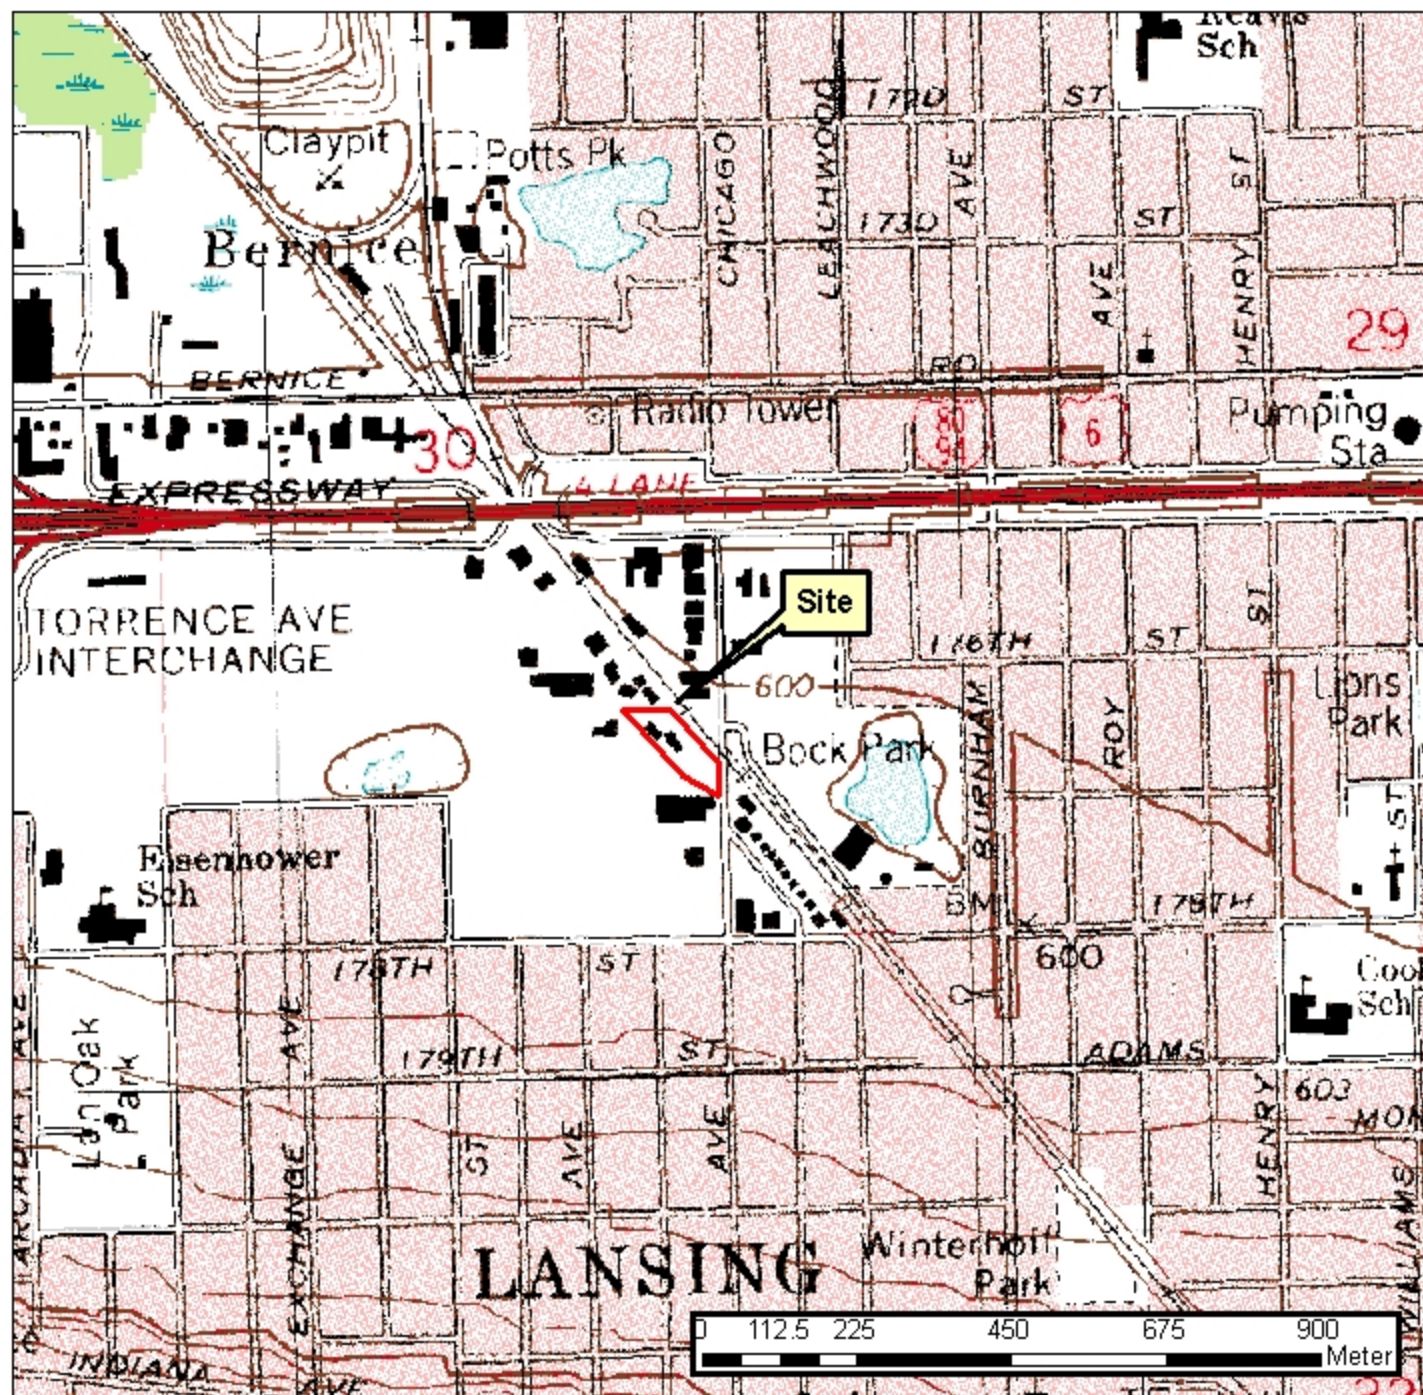 Sch
172D
ST
Claypit
Potts Pk
CHICAGO
LEACHWOOD
AVE
ST
173D
ST
Bernice
AVE
HENRY
29
BERNICE
RD
Radio Tower
80
94
6
Pumping
Sta
30
EXPRESSWAY
4 LANE
Site
TORRENCE AVE
INTERCHANGE
176TH
ST
ST
600
BURNHAM
ROY
Lions
Park
Bock Park
ST
Eisenhower
Sch
BM
178TH
600
178TH
ST
Sch
Lan Oak
Park
EXCHANGE AVE
179TH
ST
ADAMS
603
HENRY
ST
AVE
AVE
EXCHANGE
WILLIAMS
LANSING
Winterhoff
Park
0 112.5 225 450 675 900
Meter
INDIANA
AVE